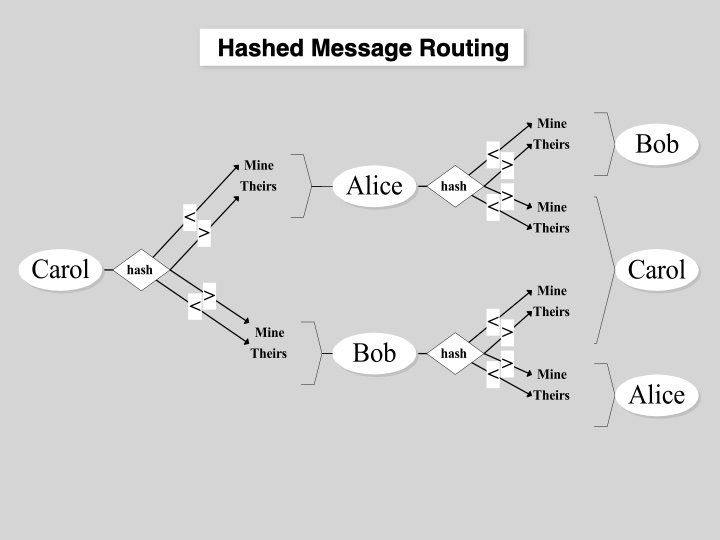 Hashed Message Routing
Mine
Theirs
<
>
Bob
Mine
Theirs
Alice
hash
<
>
>
<
Mine
Theirs
Carol
hash
>
<
Carol
Mine
Theirs
<
>
Mine
Theirs
Bob
hash
>
<
Mine
Theirs
Alice